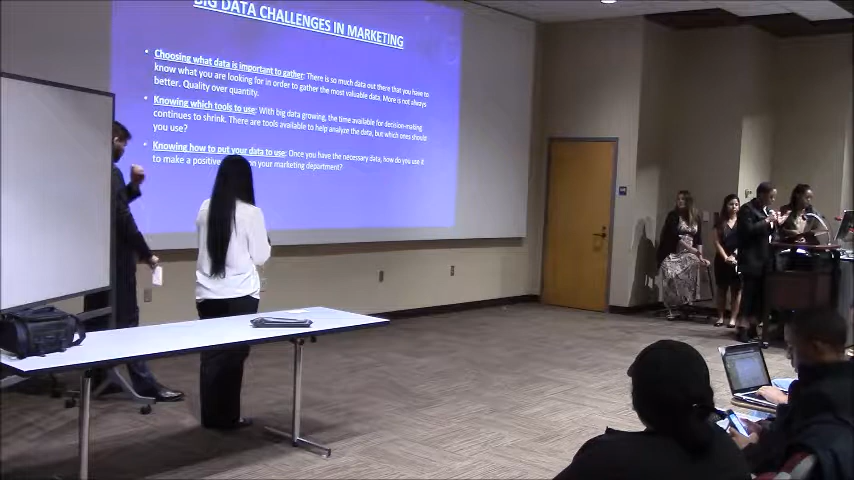 BIG DATA CHALLENGES IN MARKETING
• Choosing what data is important to gather: There is so much data out there that you have to
know what you are looking for in order to gather the most valuable data. More is not always
better. Quality over quantity.
• Knowing which tools to use: With big data growing, the time available for decision-making
continues to shrink. There are tools available to help analyze the data, but which ones should
you use?
• Knowing how to put your data to use: Once you have the necessary data, how do you use it
to make a positive on your marketing department?